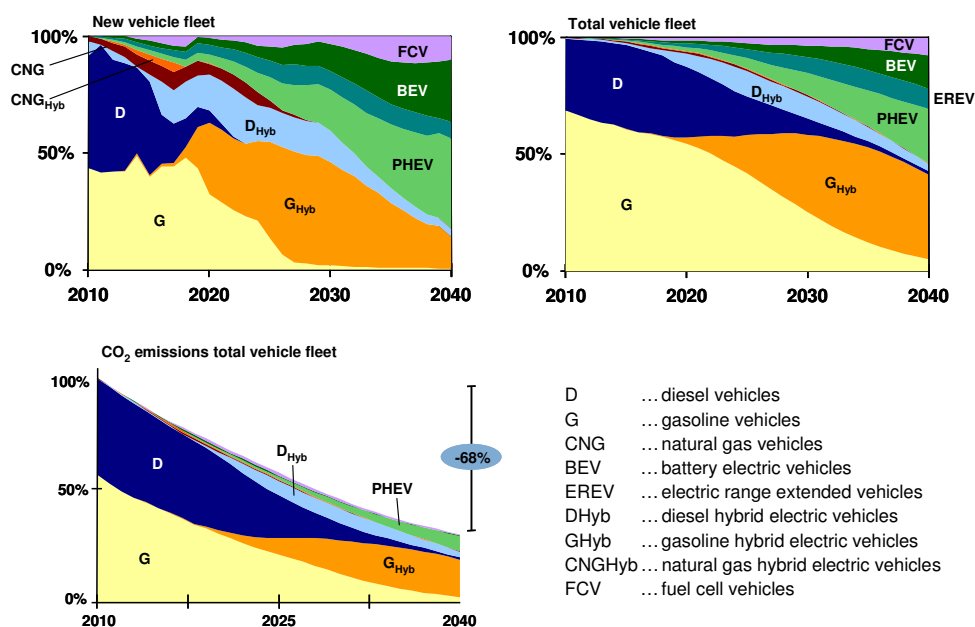 New vehicle fleet
100%
50%
0%
CNG
CNGHyb
D
G
DHyb
GHyb
FCV
BEV
PHEV
2010 2020 2030 2040
Total vehicle fleet
100%
50%
0%
D
G
DHyb
GHyb
FCV
BEV
EREV
PHEV
2010 2020 2030 2040
CO2 emissions total vehicle fleet
100%
50%
0%
D
G
DHyb
PHEV
GHyb
-68%
2010 2025 2040
D …diesel vehicles
G …gasoline vehicles
CNG …natural gas vehicles
BEV …battery electric vehicles
EREV …electric range extended vehicles
DHyb …diesel hybrid electric vehicles
GHyb …gasoline hybrid electric vehicles
CNGHyb …natural gas hybrid electric vehicles
FCV …fuel cell vehicles